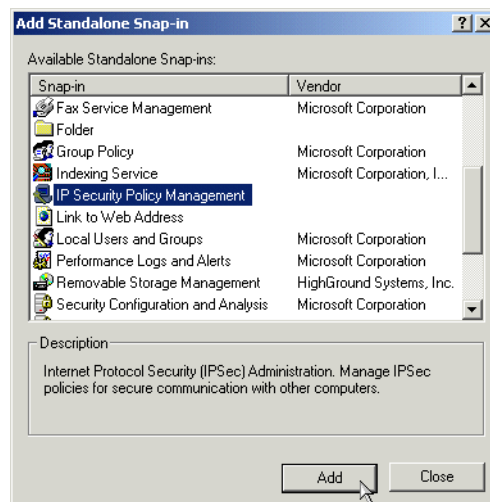 Add Standalone Snap-in
Available Standalone Snap-ins:
Snap-in Vendor
Fax Service Management Microsoft Corporation
Folder
Group Policy Microsoft Corporation
Indexing Service Microsoft Corporation, I...
IP Security Policy Management
Link to Web Address
Local Users and Groups Microsoft Corporation
Performance Logs and Alerts Microsoft Corporation
Removable Storage Management HighGround Systems, Inc.
Security Configuration and Analysis Microsoft Corporation
Description
Internet Protocol Security (IPSec) Administration. Manage IPSec
policies for secure communication with other computers.
Add Close